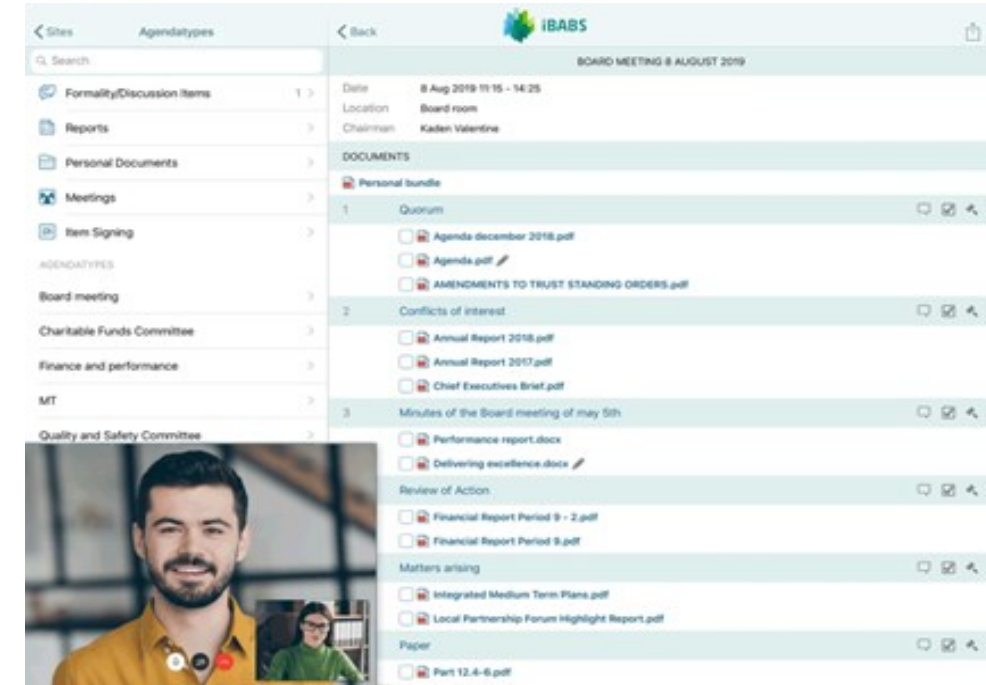 Sites
Agendatypes
Search
Formality/Discussion Items 1
Reports
Personal Documents
Meetings
Item Signing
AGENDATYPES
Board meeting
Charitable Funds Committee
Finance and performance
MT
Quality and Safety Committee
Back
iBABS
BOARD MEETING 8 AUGUST 2019
Date 8 Aug 2019 11:15 - 14:25
Location Board room
Chairman Kaden Valentine
DOCUMENTS
Personal bundle
1 Quorum
Agenda december 2018.pdf
Agenda.pdf
AMENDMENTS TO TRUST STANDING ORDERS.pdf
2 Conflicts of interest
Annual Report 2018.pdf
Annual Report 2017.pdf
Chief Executives Brief.pdf
3 Minutes of the Board meeting of may 5th
Performance report.docx
Delivering excellence.docx
Review of Action
Financial Report Period 9 - 2.pdf
Financial Report Period 9.pdf
Matters arising
Integrated Medium Term Plans.pdf
Local Partnership Forum Highlight Report.pdf
Paper
Part 12.4-6.pdf